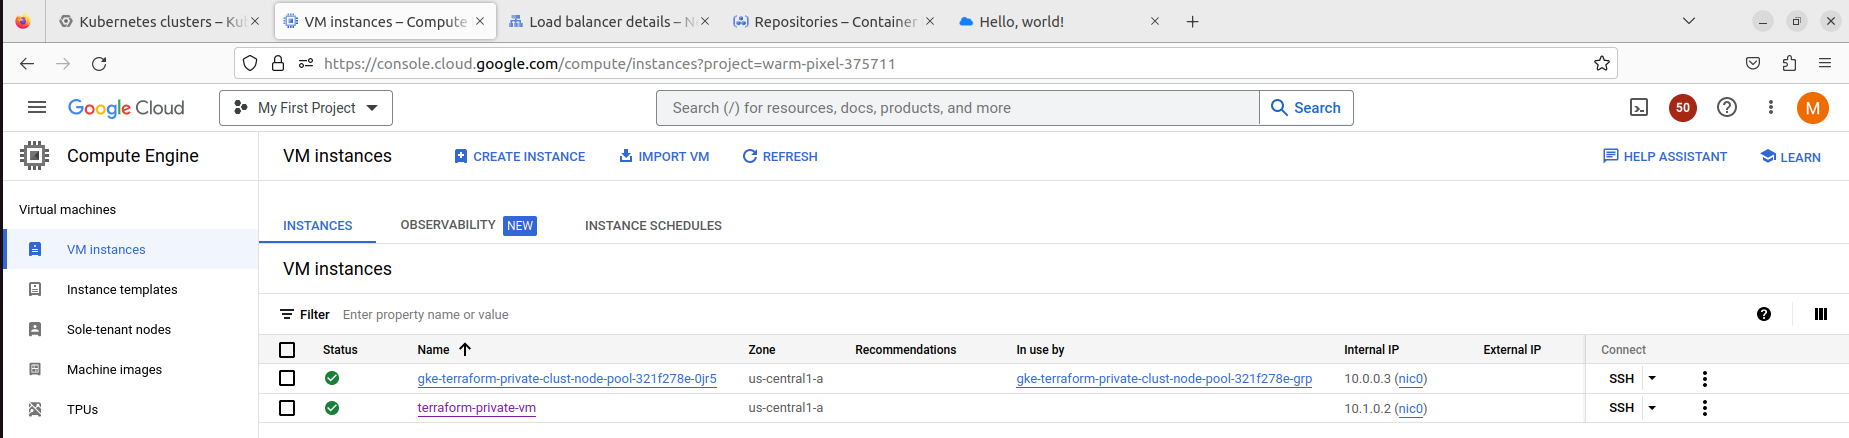 Kubernetes clusters – Ku
VM instances – Compute
Load balancer details – N
Repositories – Container
Hello, world!
https://console.cloud.google.com/compute/instances?project=warm-pixel-375711
Google Cloud
My First Project
Search (/) for resources, docs, products, and more
Search
50
M
Compute Engine
VM instances
CREATE INSTANCE
IMPORT VM
REFRESH
HELP ASSISTANT
LEARN
Virtual machines
VM instances
Instance templates
Sole-tenant nodes
Machine images
TPUs
INSTANCES
OBSERVABILITY NEW
INSTANCE SCHEDULES
VM instances
Filter Enter property name or value
Status Name Zone Recommendations In use by Internal IP External IP Connect
gke-terraform-private-clust-node-pool-321f278e-0jr5 us-central1-a gke-terraform-private-clust-node-pool-321f278e-grp 10.0.0.3 (nic0) SSH
terraform-private-vm us-central1-a 10.1.0.2 (nic0) SSH